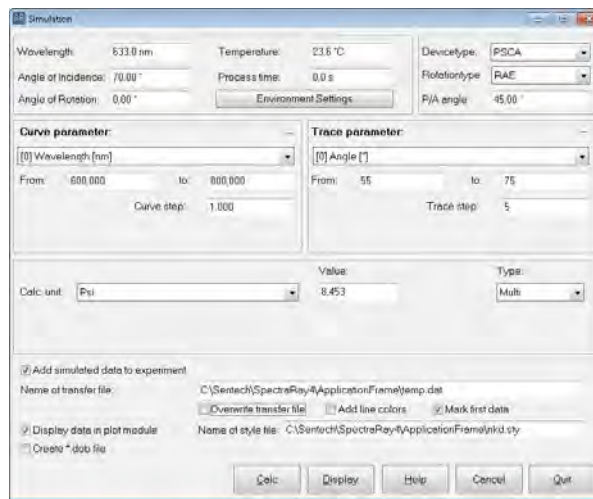 Simulation
Wavelength: 633.0 nm Temperature: 23.6 °C Devicetype: PSCA
Angle of Incidence: 70.00 ° Process time: 0.0 s Rotationtype RAE
Angle of Rotation: 0.00 ° Environment Settings P/A angle 45.00 °
Curve parameter: Trace parameter:
[0] Wavelength [nm] [0] Angle [°]
From: 600,000 to: 800,000 From: 55 to: 75
Curve step: 1.000 Trace step: 5
Value: Type:
Calc unit Psi 8.453 Multi
Add simulated data to experiment
Name of transfer file: C:\Sentech\SpectraRay4\ApplicationFrame\temp.dat
Overwrite transfer file Add line colors Mark first data
Display data in plot module Name of style file: C:\Sentech\SpectraRay4\ApplicationFrame\nkd.sty
Create *.dob file
Calc Display Help Cancel Quit